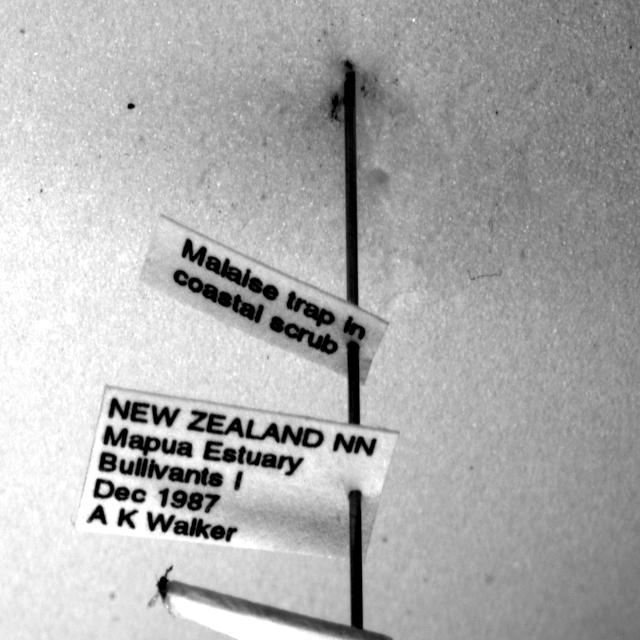 Malaise trap in
coastal scrub
NEW ZEALAND NN
Mapua Estuary
Bullivants I
Dec 1987
A K Walker